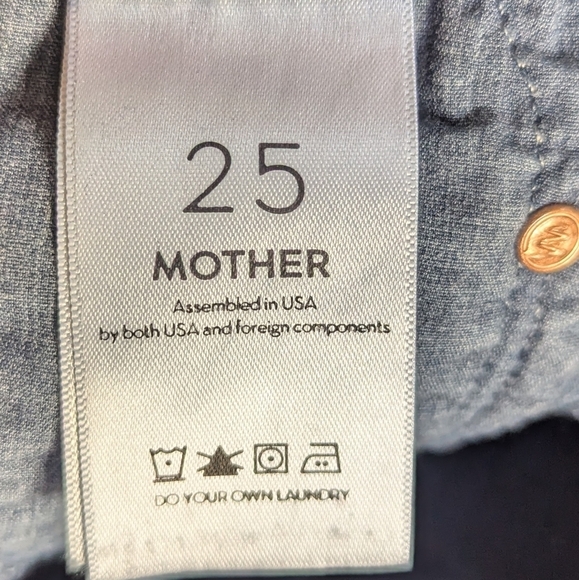 25
MOTHER
Assembled in USA
by both USA and foreign components
DO YOUR OWN LAUNDRY